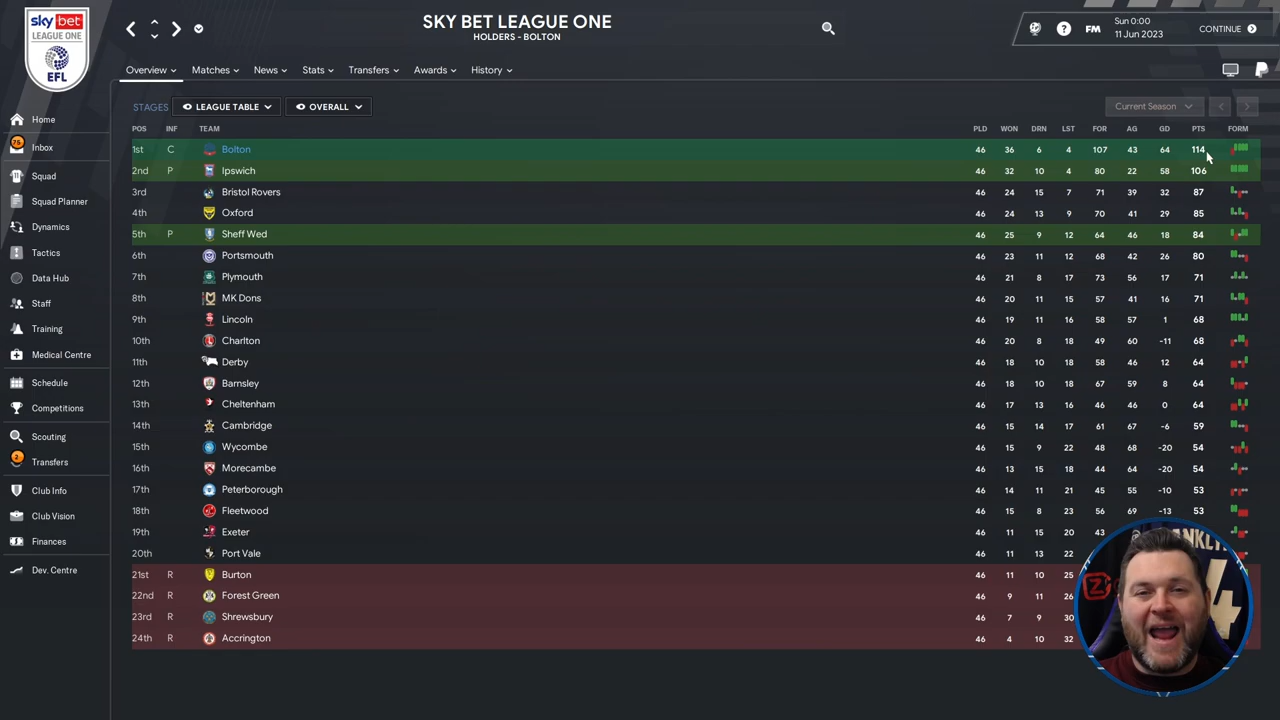 sky bet
LEAGUE ONE
EFL
SKY BET LEAGUE ONE
HOLDERS - BOLTON
FM
Sun 0:00
11 Jun 2023
CONTINUE
Overview Matches News Stats Transfers Awards History
Home
75
Inbox
Squad
Squad Planner
Dynamics
Tactics
Data Hub
Staff
Training
Medical Centre
Schedule
Competitions
Scouting
2
Transfers
Club Info
Club Vision
Finances
Dev. Centre
STAGES LEAGUE TABLE OVERALL Current Season
POS INF TEAM PLD WON DRN LST FOR AG GD PTS FORM
1st C Bolton 46 36 6 4 107 43 64 114
2nd P Ipswich 46 32 10 4 80 22 58 106
3rd Bristol Rovers 46 24 15 7 71 39 32 87
4th Oxford 46 24 13 9 70 41 29 85
5th P Sheff Wed 46 25 9 12 64 46 18 84
6th Portsmouth 46 23 11 12 68 42 26 80
7th Plymouth 46 21 8 17 73 56 17 71
8th MK Dons 46 20 11 15 57 41 16 71
9th Lincoln 46 19 11 16 58 57 1 68
10th Charlton 46 20 8 18 49 60 -11 68
11th Derby 46 18 10 18 58 46 12 64
12th Barnsley 46 18 10 18 67 59 8 64
13th Cheltenham 46 17 13 16 46 46 0 64
14th Cambridge 46 15 14 17 61 67 -6 59
15th Wycombe 46 15 9 22 48 68 -20 54
16th Morecambe 46 13 15 18 44 64 -20 54
17th Peterborough 46 14 11 21 45 55 -10 53
18th Fleetwood 46 15 8 23 56 69 -13 53
19th Exeter 46 11 15 20 43
20th Port Vale 46 11 13 22
21st R Burton 46 11 10 25
22nd R Forest Green 46 9 11 26
23rd R Shrewsbury 46 7 9 30
24th R Accrington 46 4 10 32